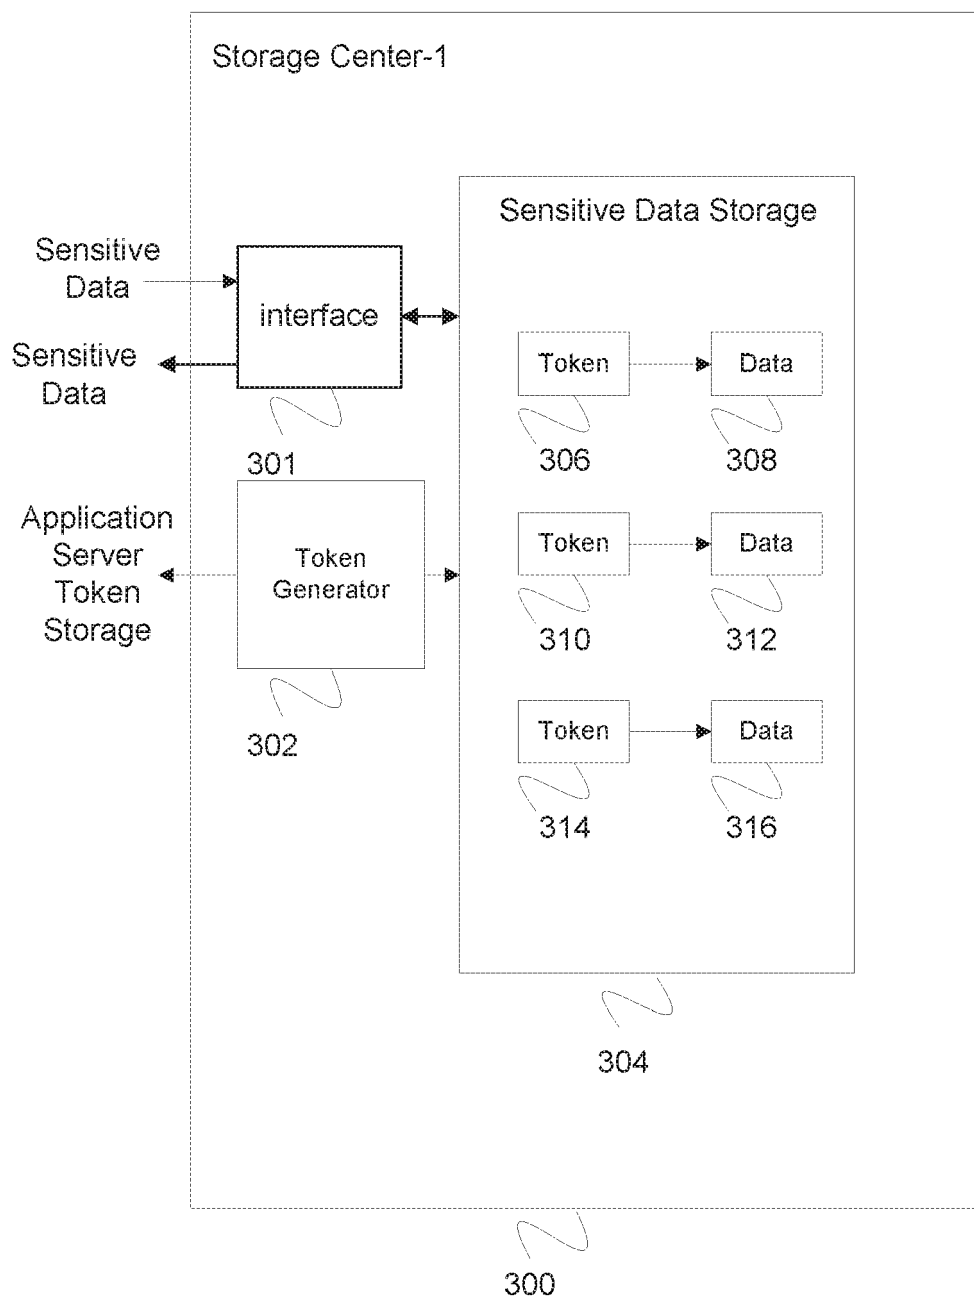 Storage Center-1
Sensitive Data Storage
Sensitive
Data
interface
Sensitive
Data
301
Token
Data
306
308
Application
Server
Token
Storage
Token
Generator
302
Token
Data
310
312
Token
Data
314
316
304
300